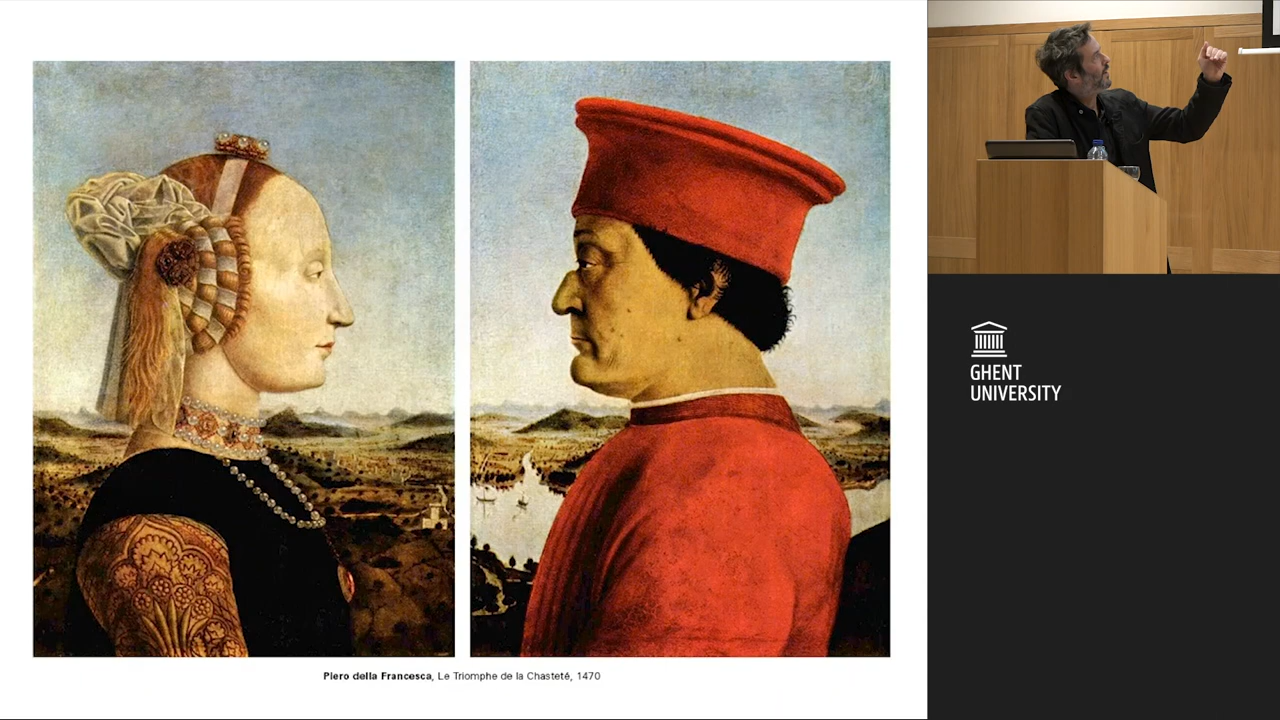 Piero della Francesca, Le Triomphe de la Chasteté, 1470
GHENT
UNIVERSITY